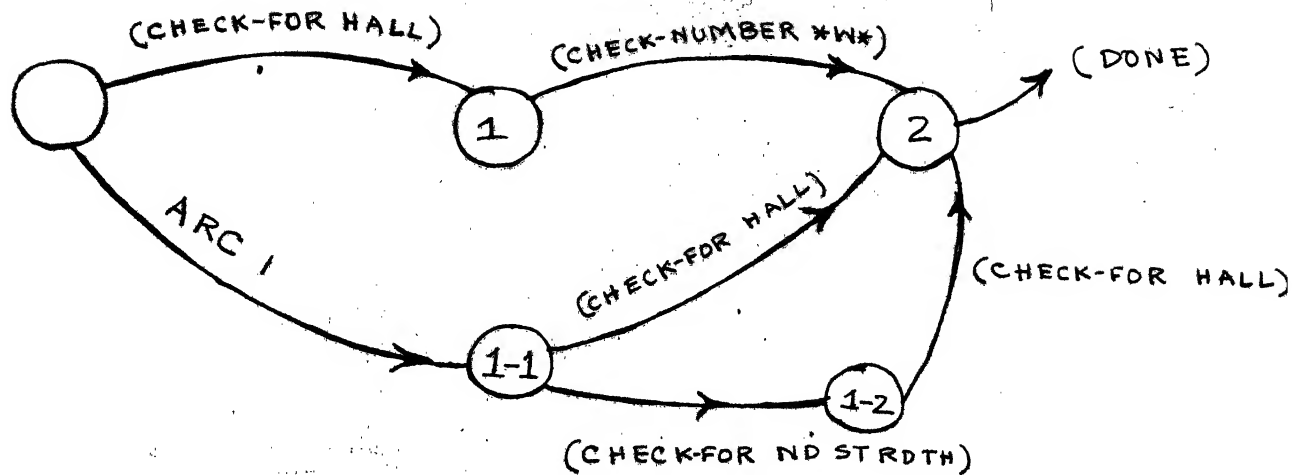 (CHECK-FOR HALL)
(CHECK-NUMBER *W*)
(DONE)
1
2
ARC 1
(CHECK-FOR HALL)
(CHECK-FOR HALL)
1-1
1-2
(CHECK-FOR ND ST RD TH)